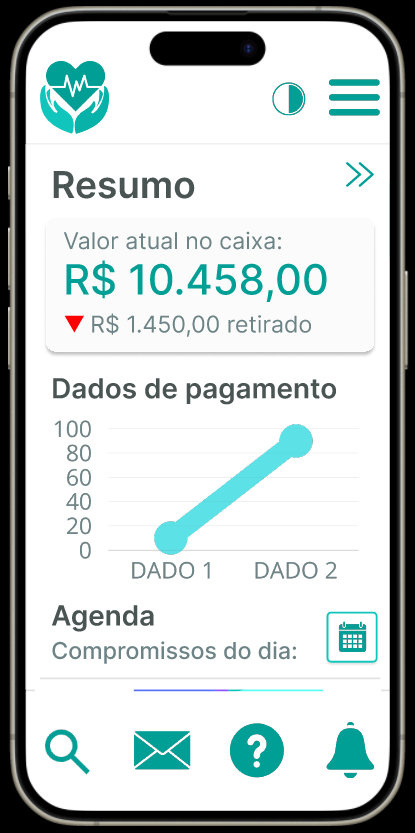 Resumo
Valor atual no caixa:
R$ 10.458,00
R$ 1.450,00 retirado
Dados de pagamento
100
80
60
40
20
0
DADO 1 DADO 2
Agenda
Compromissos do dia:
?